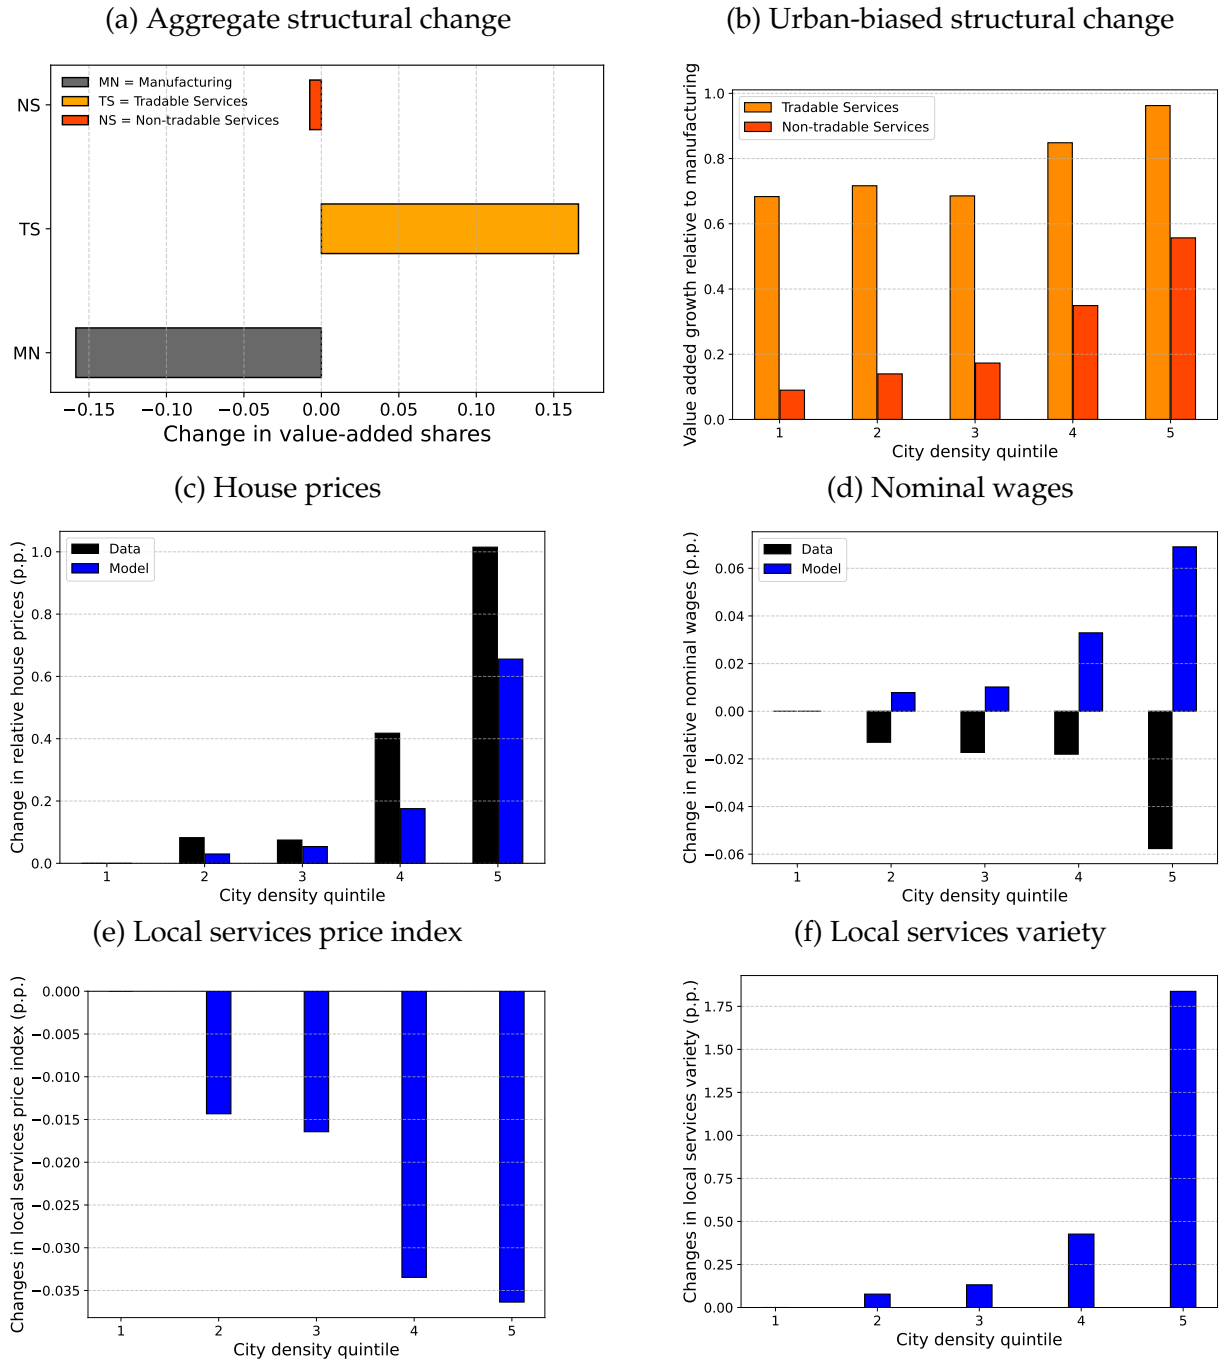 (a) Aggregate structural change
NS
TS
MN
MN = Manufacturing
TS = Tradable Services
NS = Non-tradable Services
−0.15 −0.10 −0.05 0.00 0.05 0.10 0.15
Change in value-added shares
(b) Urban-biased structural change
Value added growth relative to manufacturing
1.0
0.8
0.6
0.4
0.2
0.0
Tradable Services
Non-tradable Services
1 2 3 4 5
City density quintile
(c) House prices
Change in relative house prices (p.p.)
1.0
0.8
0.6
0.4
0.2
0.0
Data
Model
1 2 3 4 5
City density quintile
(d) Nominal wages
Change in relative nominal wages (p.p.)
0.06
0.04
0.02
0.00
−0.02
−0.04
−0.06
Data
Model
1 2 3 4 5
City density quintile
(e) Local services price index
Changes in local services price index (p.p.)
0.000
−0.005
−0.010
−0.015
−0.020
−0.025
−0.030
−0.035
1 2 3 4 5
City density quintile
(f) Local services variety
Changes in local services variety (p.p.)
1.75
1.50
1.25
1.00
0.75
0.50
0.25
0.00
1 2 3 4 5
City density quintile